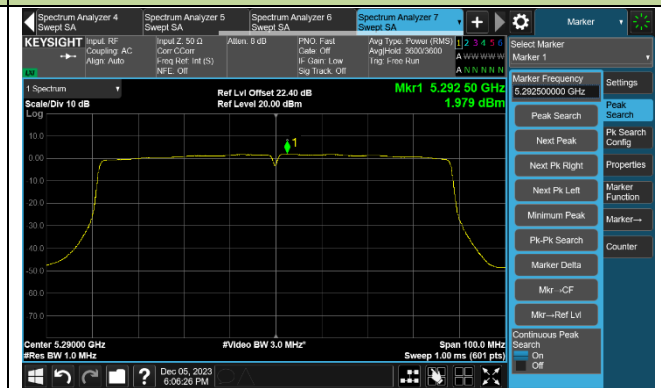 Spectrum Analyzer 4
Swept SA
Spectrum Analyzer 5
Swept SA
Spectrum Analyzer 6
Swept SA
Spectrum Analyzer 7
Swept SA
+
Marker
KEYSIGHT
Input: RF
Coupling: AC
Align: Auto
Input Z: 50 Ω
Corr CCorr
Freq Ref: Int (S)
NFE: Off
Atten: 8 dB
PNO: Fast
Gate: Off
IF Gain: Low
Sig Track: Off
Avg Type: Power (RMS)
Avg|Hold: 3600/3600
Trig: Free Run
1 2 3 4 5 6
A WW WW W
A N N N N N
LW
Select Marker
Marker 1
1 Spectrum
Scale/Div 10 dB
Log
Ref Lvl Offset 22.40 dB
Ref Level 20.00 dBm
Mkr1 5.292 50 GHz
1.979 dBm
1
10.0
0.00
-10.0
-20.0
-30.0
-40.0
-50.0
-60.0
-70.0
Center 5.29000 GHz
#Res BW 1.0 MHz
#Video BW 3.0 MHz*
Span 100.0 MHz
Sweep 1.00 ms (601 pts)
Marker Frequency
5.292500000 GHz
Peak Search
Next Peak
Next Pk Right
Next Pk Left
Minimum Peak
Pk-Pk Search
Marker Delta
Mkr→CF
Mkr→Ref Lvl
Continuous Peak
Search
On
Off
Settings
Peak
Search
Pk Search
Config
Properties
Marker
Function
Marker→
Counter
?
Dec 05, 2023
6:06:26 PM